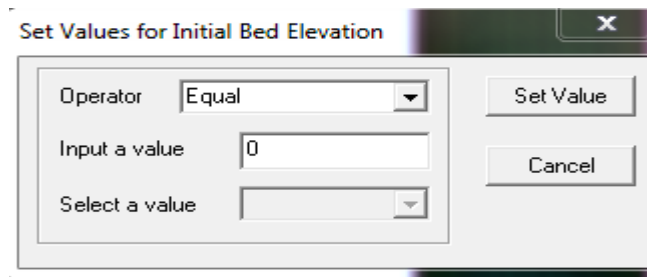 Set Values for Initial Bed Elevation
x
Operator Equal
Set Value
Input a value 0
Cancel
Select a value